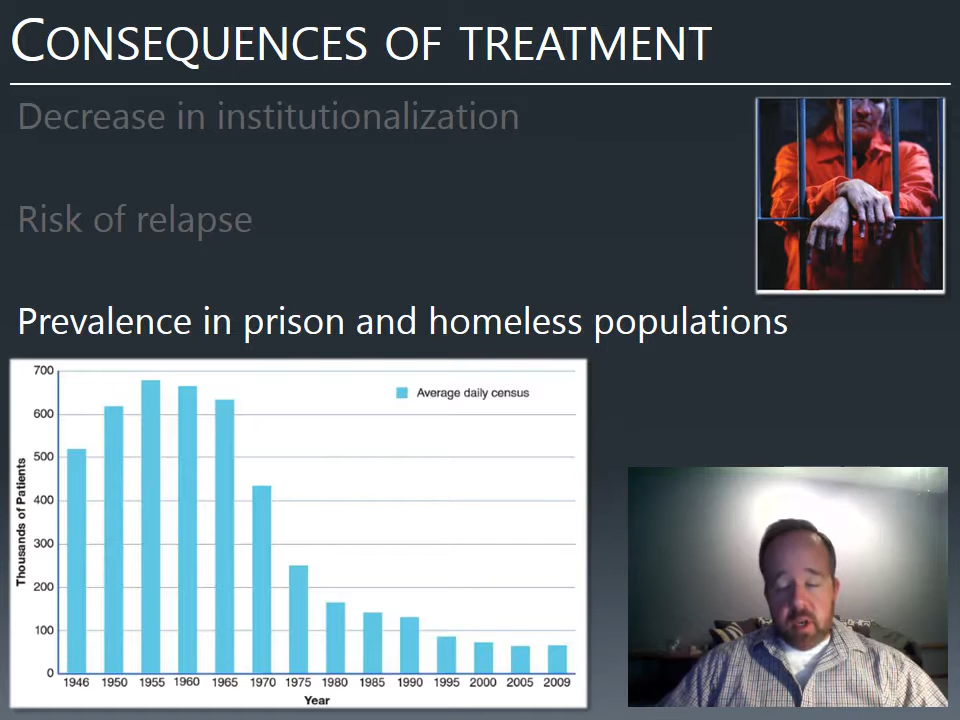 CONSEQUENCES OF TREATMENT
Decrease in institutionalization
Risk of relapse
Prevalence in prison and homeless populations
700
600
500
400
300
200
100
0
Thousands of Patients
Average daily census
1946 1950 1955 1960 1965 1970 1975 1980 1985 1990 1995 2000 2005 2009
Year